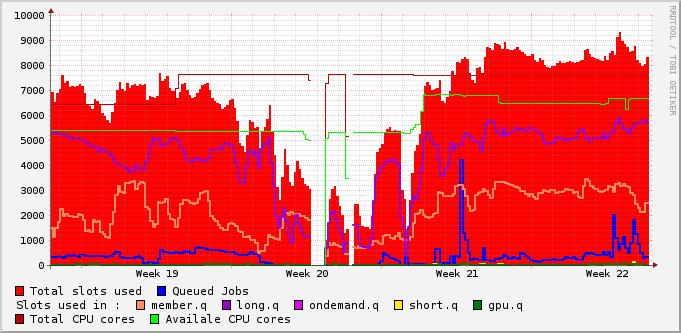 10000
9000
8000
7000
6000
5000
4000
3000
2000
1000
0
Week 19 Week 20 Week 21 Week 22
RRDTOOL / TOBI OETIKER
Total slots used Queued Jobs
Slots used in : member.q long.q ondemand.q short.q gpu.q
Total CPU cores Availale CPU cores